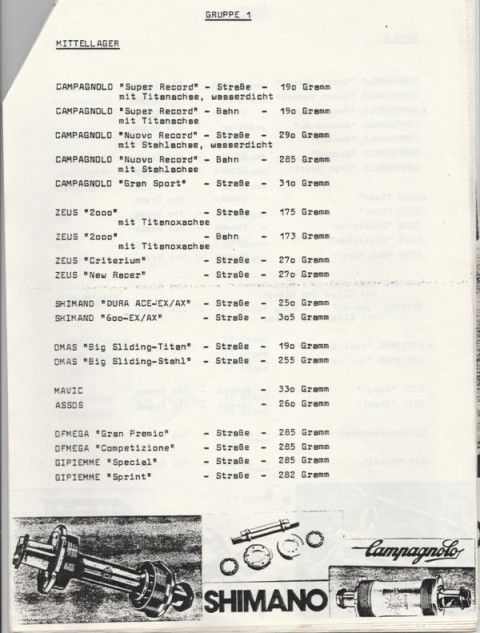 GRUPPE 1
MITTELLAGER
CAMPAGNOLO "Super Record" - Straße - 19o Gramm
mit Titanachse, wasserdicht
CAMPAGNOLO "Super Record" - Bahn - 19o Gramm
mit Titanachse
CAMPAGNOLO "Nuovo Record" - Straße - 29o Gramm
mit Stahlachse, wasserdicht
CAMPAGNOLO "Nuovo Record" - Bahn - 285 Gramm
mit Stahlachse
CAMPAGNOLO "Gran Sport" - Straße - 31o Gramm
ZEUS "2ooo" - Straße - 175 Gramm
mit Titanoxachse
ZEUS "2ooo" - Bahn - 173 Gramm
mit Titanoxachse
ZEUS "Criterium" - Straße - 27o Gramm
ZEUS "New Racer" - Straße - 27o Gramm
SHIMANO "DURA ACE-EX/AX" - Straße - 25o Gramm
SHIMANO "6oo-EX/AX" - Straße - 3o5 Gramm
OMAS "Big Sliding-Titan" - Straße - 19o Gramm
OMAS "Big Sliding-Stahl" - Straße - 255 Gramm
MAVIC - Straße - 33o Gramm
ASSOS - Straße - 26o Gramm
OFMEGA "Gran Premio" - Straße - 285 Gramm
OFMEGA "Competizione" - Straße - 285 Gramm
GIPIEMME "Special" - Straße - 285 Gramm
GIPIEMME "Sprint" - Straße - 282 Gramm
Campagnolo
SHIMANO